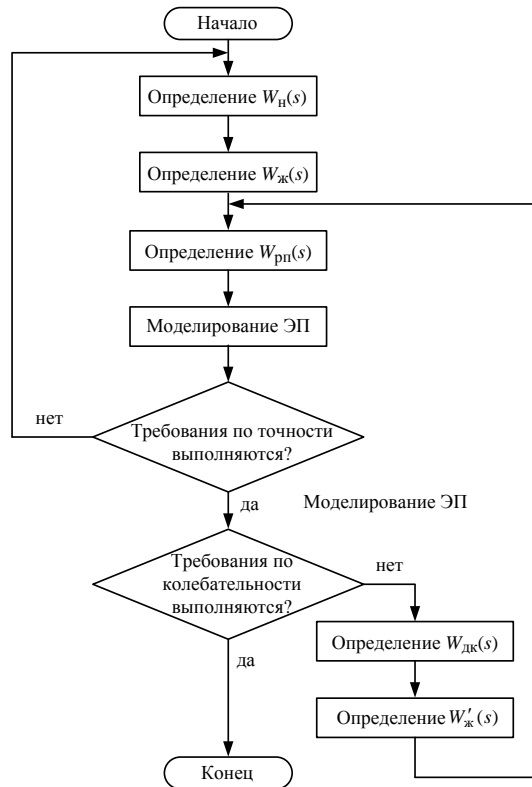 Начало
Определение Wн(s)
Определение Wж(s)
Определение Wрп(s)
Моделирование ЭП
нет
Требования по точности
выполняются?
да
Моделирование ЭП
Требования по
колебательности
выполняются?
нет
да
Определение Wдк(s)
Определение W′ж(s)
Конец